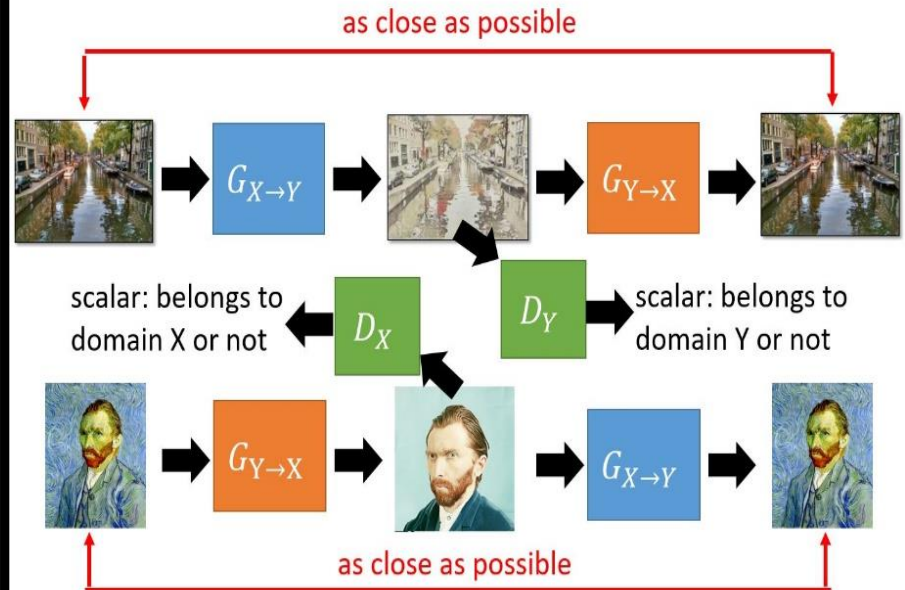 as close as possible
G_{X→Y}
G_{Y→X}
scalar: belongs to
domain X or not
D_X
D_Y
scalar: belongs to
domain Y or not
G_{Y→X}
G_{X→Y}
as close as possible